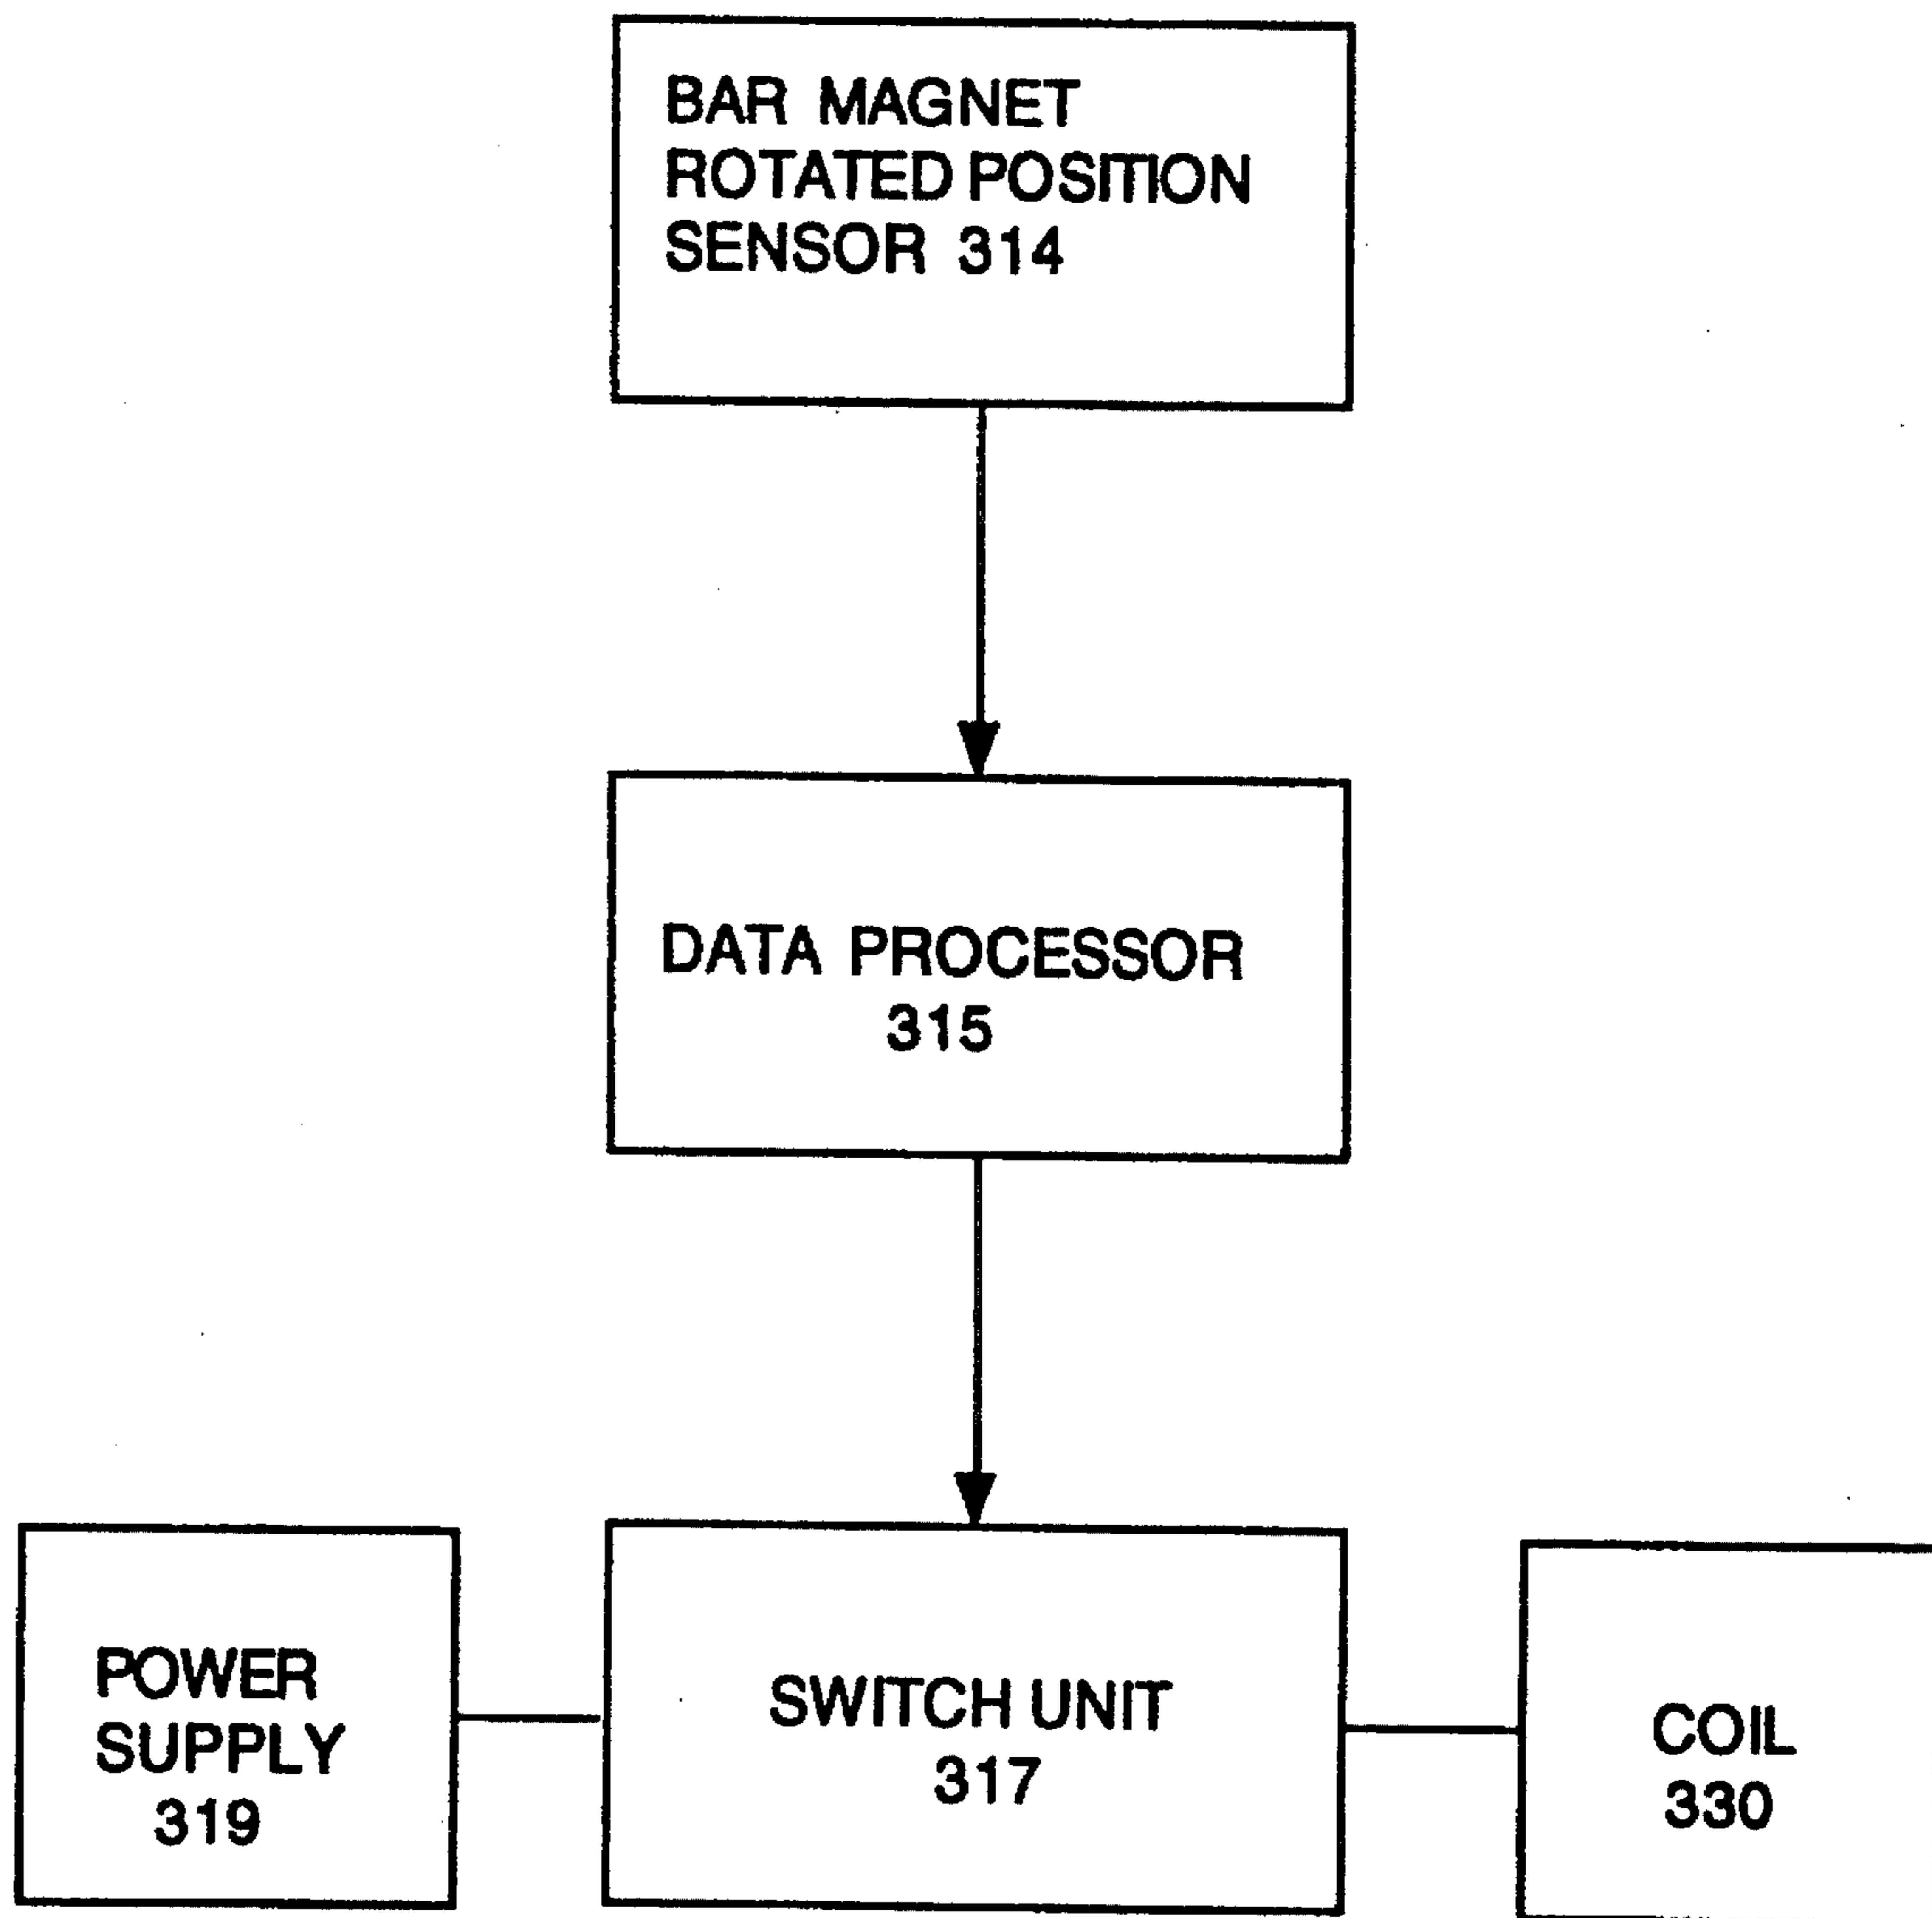 BAR MAGNET
ROTATED POSITION
SENSOR 314
DATA PROCESSOR
315
POWER
SUPPLY
319
SWITCH UNIT
317
COIL
330